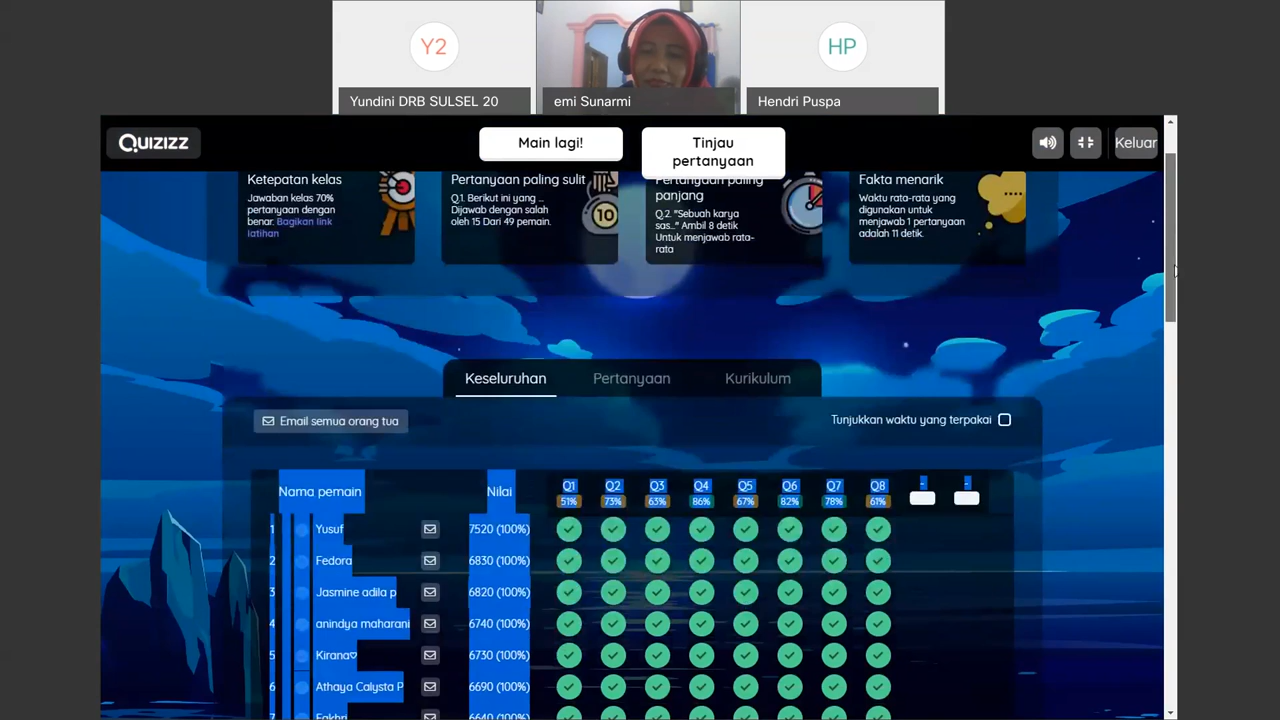 Y2
HP
Yundini DRB SULSEL 20
emi Sunarmi
Hendri Puspa
QUIZIZZ
Main lagi!
Tinjau
pertanyaan
Keluar
Ketepatan kelas
Jawaban kelas 70%
pertanyaan dengan
benar. Bagikan link
latihan
Pertanyaan paling sulit
Q.1. Berikut ini yang ...
Dijawab dengan salah
oleh 15 Dari 49 pemain.
10
Pertanyaan paling
panjang
Q.2. "Sebuah karya
sas..." Ambil 8 detik
Untuk menjawab rata-
rata
Fakta menarik
Waktu rata-rata yang
digunakan untuk
menjawab 1 pertanyaan
adalah 11 detik.
Keseluruhan
Pertanyaan
Kurikulum
Email semua orang tua
Tunjukkan waktu yang terpakai
Nama pemain Nilai Q1 Q2 Q3 Q4 Q5 Q6 Q7 Q8 - -
51% 73% 63% 86% 67% 82% 78% 61%
1 Yusuf 7520 (100%)
2 Fedora 6830 (100%)
3 Jasmine adila p 6820 (100%)
4 anindya maharani 6740 (100%)
5 Kirana♡ 6730 (100%)
6 Athaya Calysta P 6690 (100%)
7 Fakhri 6640 (100%)